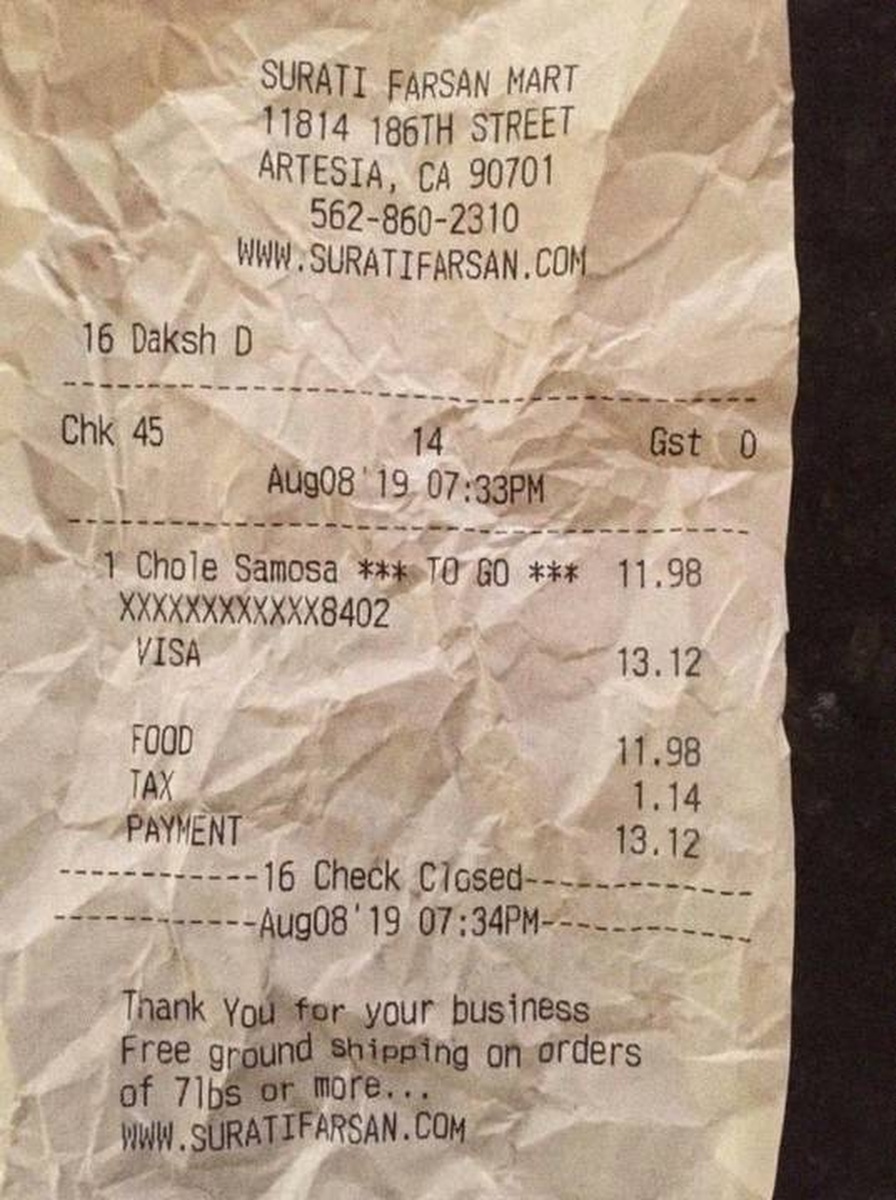 SURATI FARSAN MART
11814 186TH STREET
ARTESIA, CA 90701
562-860-2310
WWW.SURATIFARSAN.COM
16 Daksh D
Chk 45 14 Gst 0
Aug08'19 07:33PM
1 Chole Samosa *** TO GO *** 11.98
XXXXXXXXXXXX8402
VISA 13.12
FOOD 11.98
TAX 1.14
PAYMENT 13.12
----------16 Check Closed-----------
----------Aug08'19 07:34PM----------
Thank You for your business
Free ground shipping on orders
of 7lbs or more...
WWW.SURATIFARSAN.COM